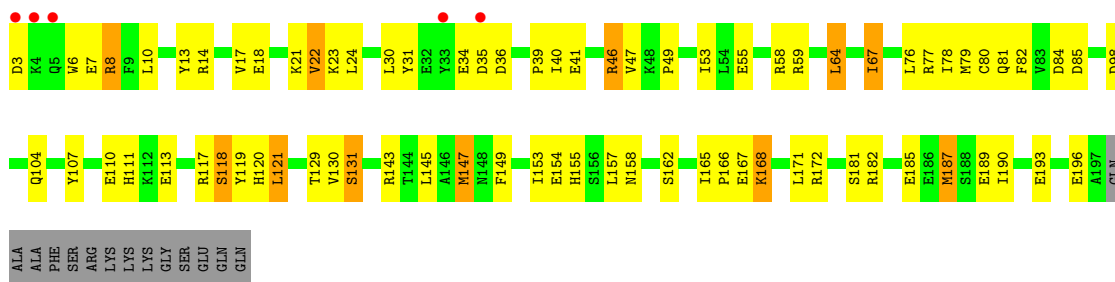 D3 K4 Q5 W6 E7 R8 F9 L10 Y13 R14 V17 E18 K21 V22 K23 L24 L30 Y31 E32 Y33 E34 D35 D36 P39 I40 E41 R46 V47 K48 P49 I53 L54 E55 R58 R59 L64 I67 L76 R77 I78 M79 C80 Q81 F82 V83 D84 D85
Q104 Y107 E110 H111 K112 E113 R117 S118 Y119 H120 L121 T129 V130 S131 R143 T144 L145 A146 M147 N148 F149 I153 E154 H155 S156 L157 N158 S162 I165 P166 E167 K168 L171 R172 S181 R182 E185 E186 M187 S188 E189 I190 E193 E196 A197 GLN
ALA ALA PHE SER ARG LYS LYS LYS GLY SER GLU GLN GLN